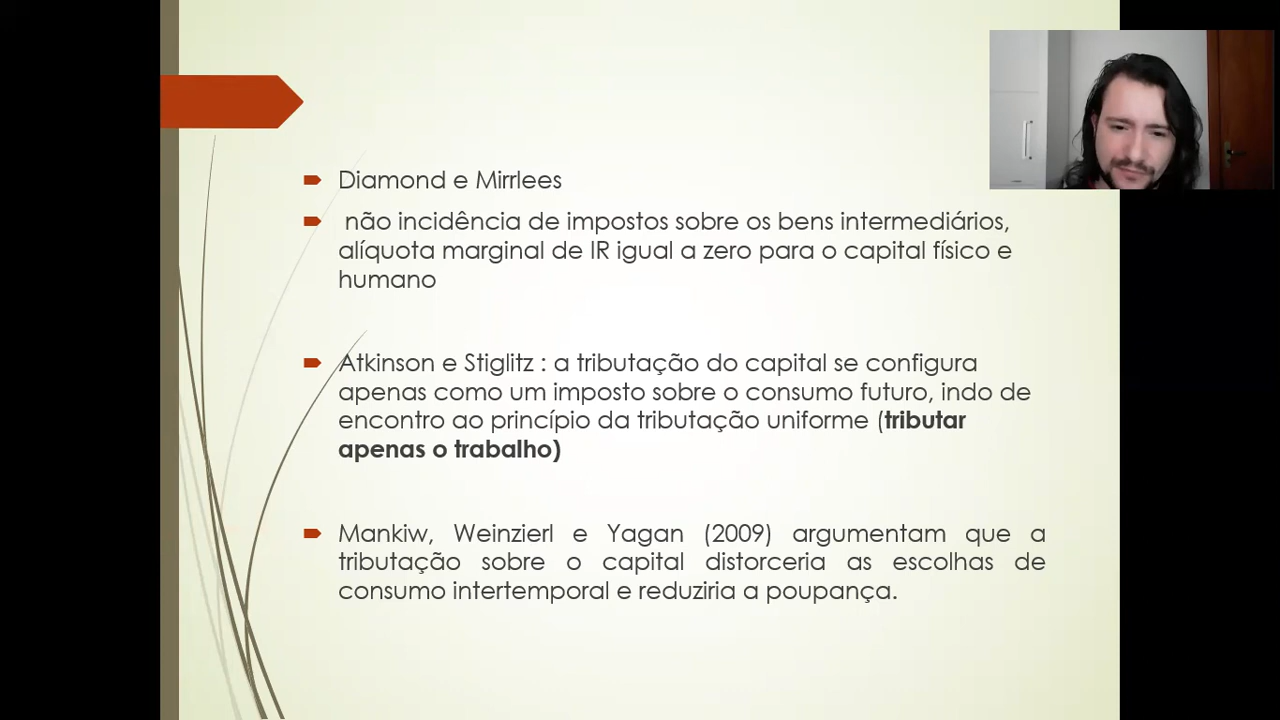 Diamond e Mirrlees
não incidência de impostos sobre os bens intermediários,
alíquota marginal de IR igual a zero para o capital físico e
humano
Atkinson e Stiglitz : a tributação do capital se configura
apenas como um imposto sobre o consumo futuro, indo de
encontro ao princípio da tributação uniforme (tributar
apenas o trabalho)
Mankiw, Weinzierl e Yagan (2009) argumentam que a
tributação sobre o capital distorceria as escolhas de
consumo intertemporal e reduziria a poupança.